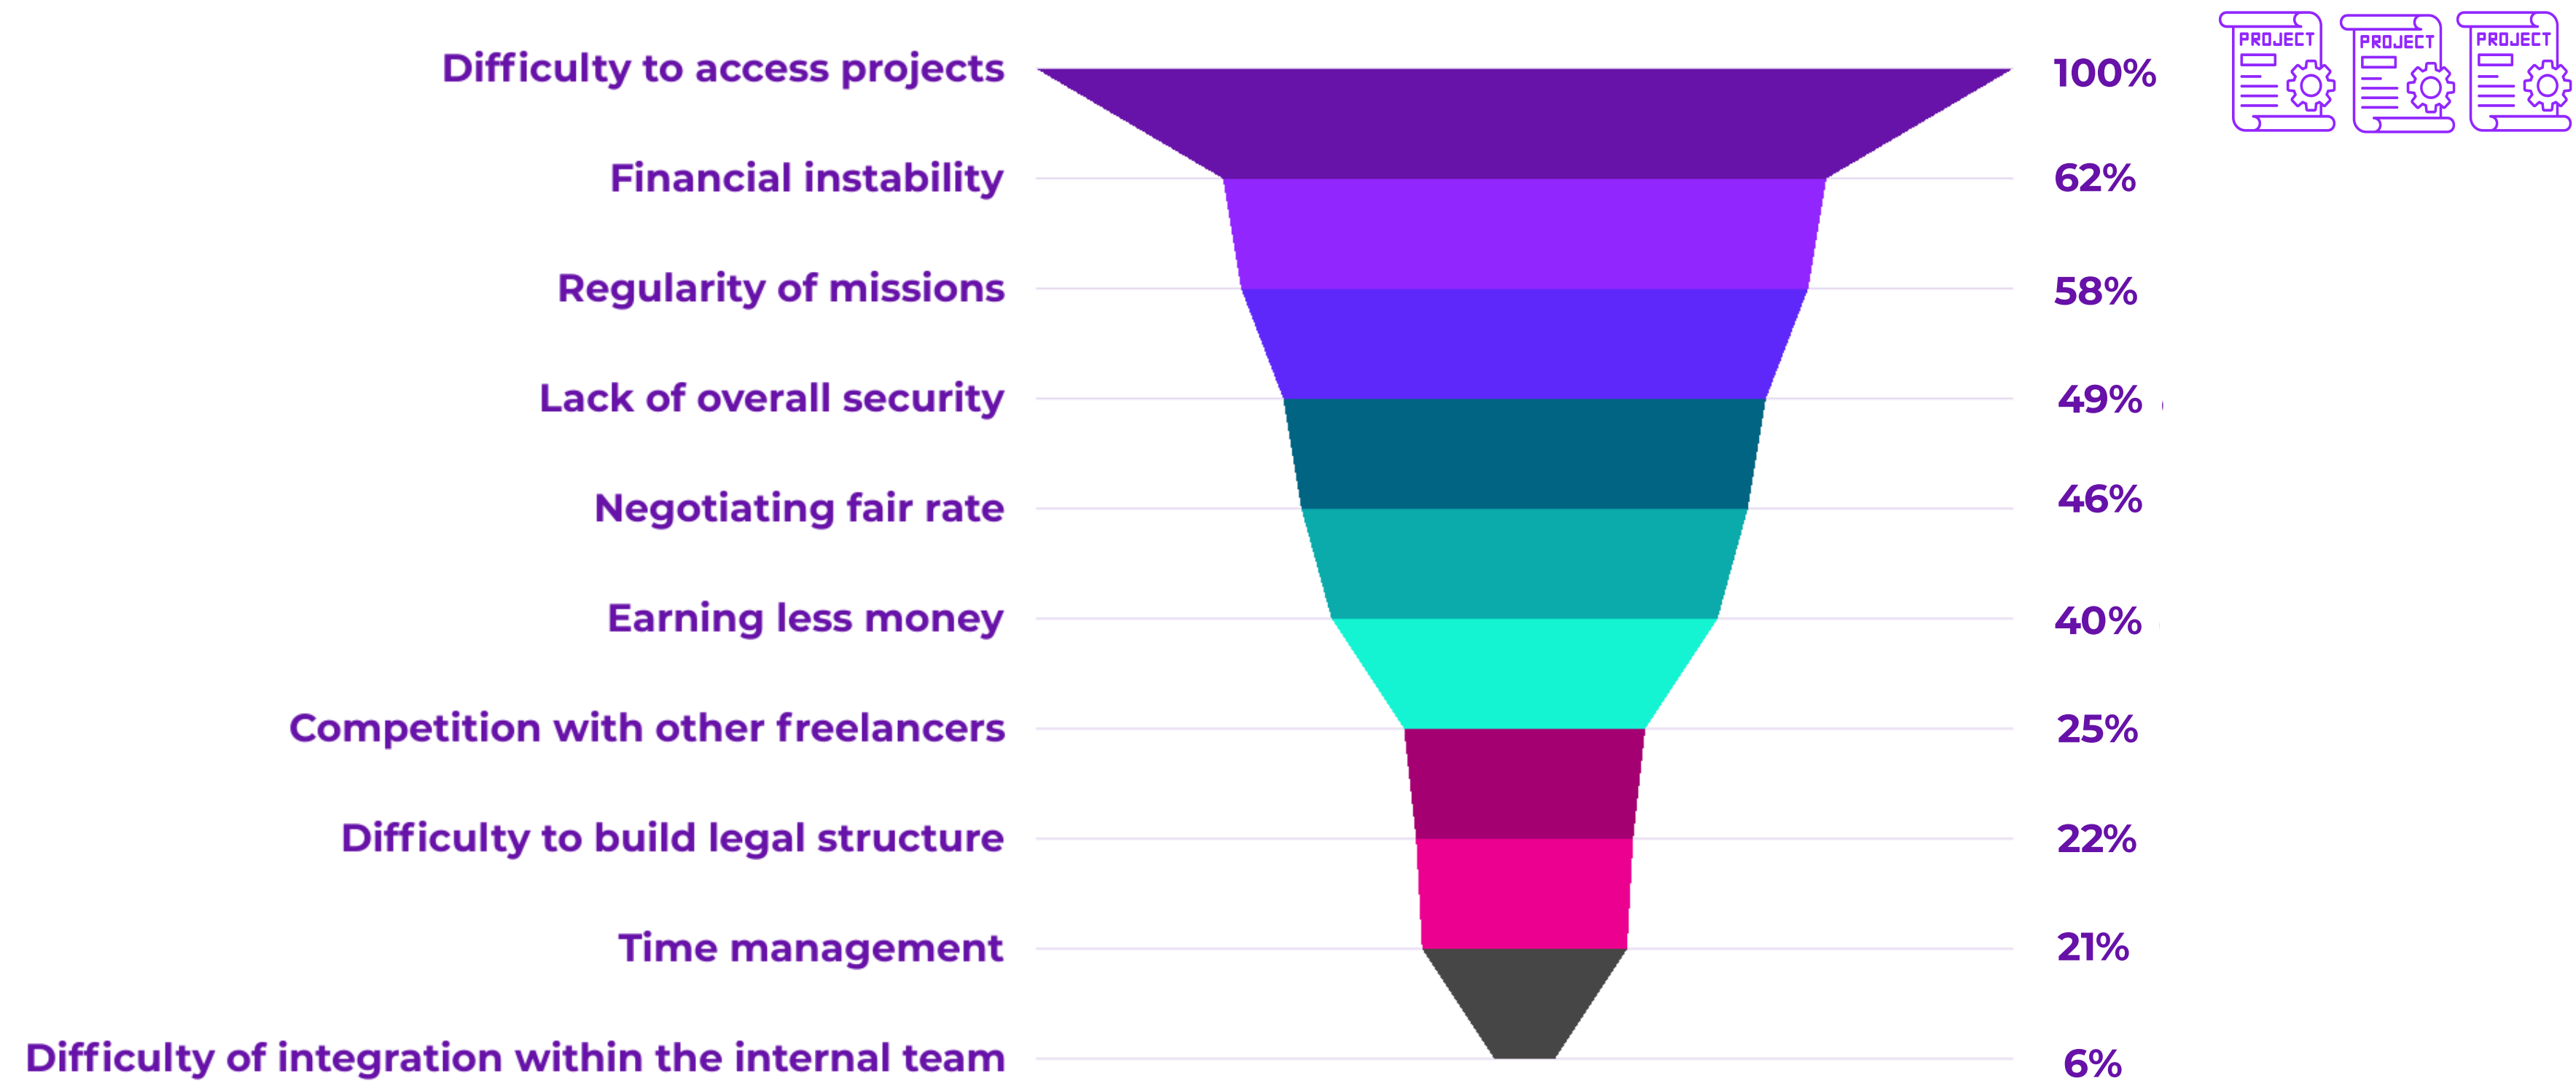 Difficulty to access projects 100% PROJECT PROJECT PROJECT
Financial instability 62%
Regularity of missions 58%
Lack of overall security 49%
Negotiating fair rate 46%
Earning less money 40%
Competition with other freelancers 25%
Difficulty to build legal structure 22%
Time management 21%
Difficulty of integration within the internal team 6%